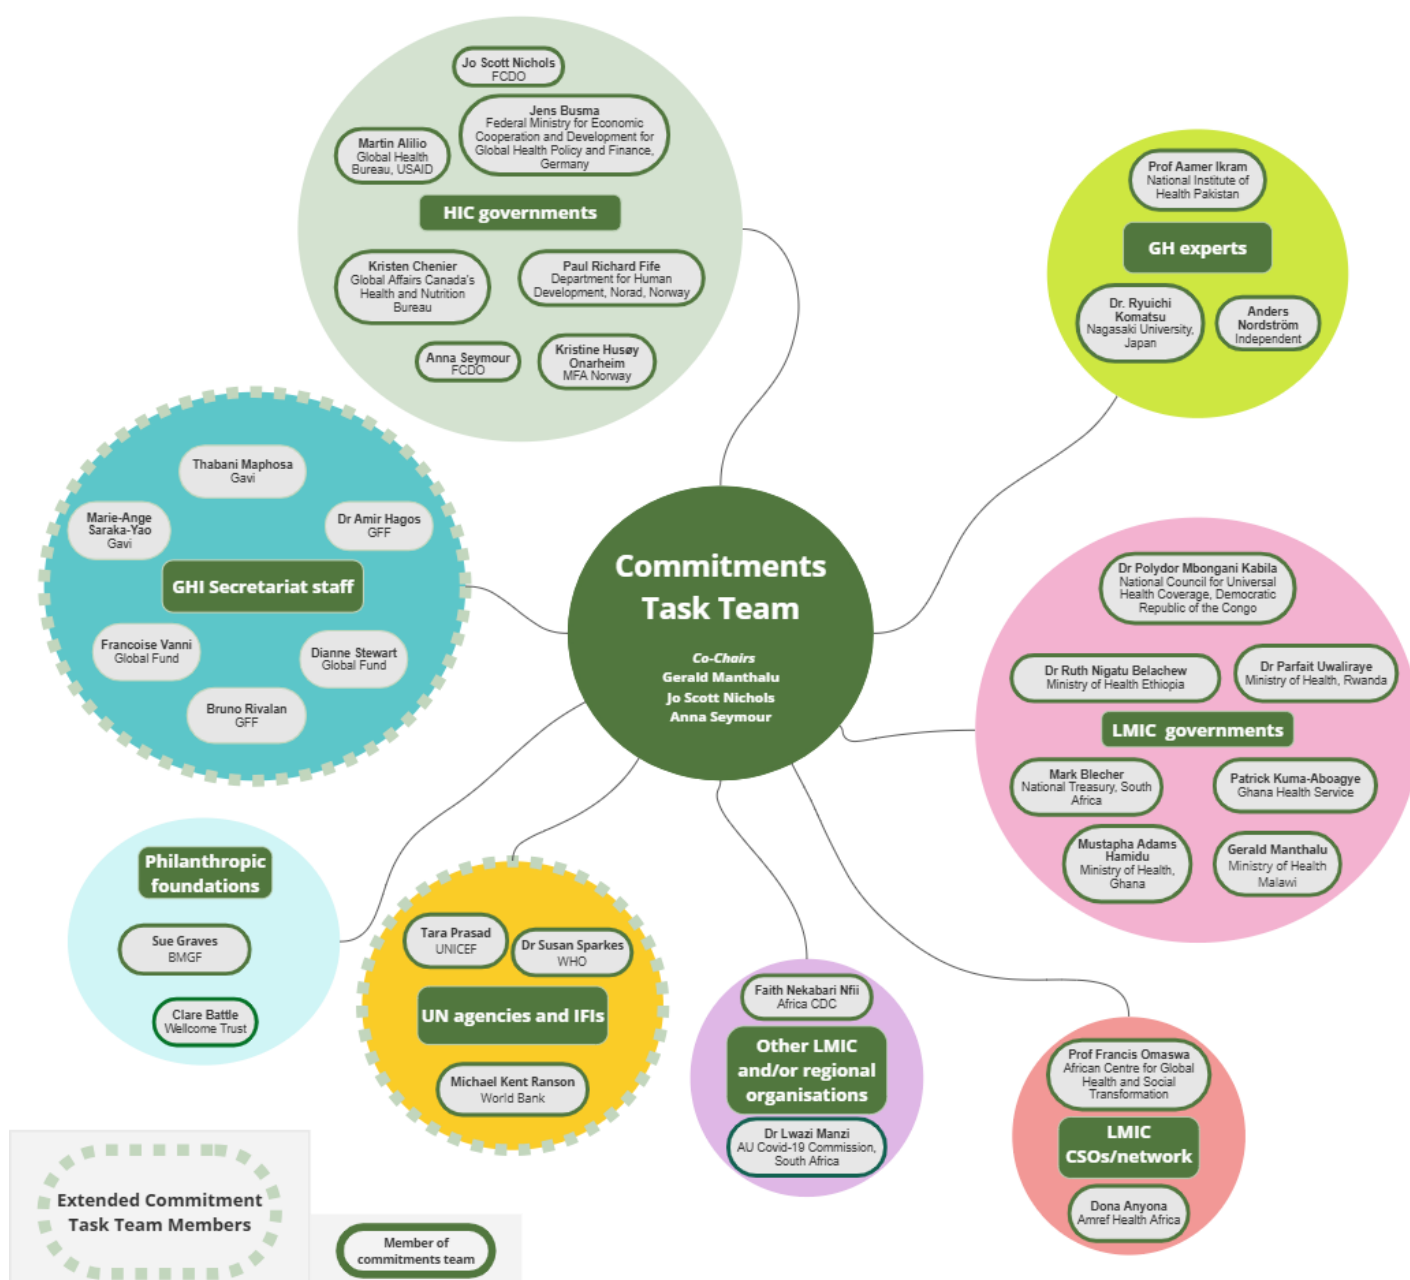 Jo Scott Nichols
FCDO
Jens Busma
Federal Ministry for Economic
Cooperation and Development for
Global Health Policy and Finance,
Germany
Martin Alilio
Global Health
Bureau, USAID
HIC governments
Kristen Chenier
Global Affairs Canada's
Health and Nutrition
Bureau
Paul Richard Fife
Department for Human
Development, Norad, Norway
Anna Seymour
FCDO
Kristine Husøy
Onarheim
MFA Norway
Prof Aamer Ikram
National Institute of
Health Pakistan
GH experts
Dr. Ryuichi
Komatsu
Nagasaki University,
Japan
Anders
Nordström
Independent
Thabani Maphosa
Gavi
Marie-Ange
Saraka-Yao
Gavi
Dr Amir Hagos
GFF
GHI Secretariat staff
Francoise Vanni
Global Fund
Dianne Stewart
Global Fund
Bruno Rivalan
GFF
Commitments
Task Team
Co-Chairs
Gerald Manthalu
Jo Scott Nichols
Anna Seymour
Dr Polydor Mbongani Kabila
National Council for Universal
Health Coverage, Democratic
Republic of the Congo
Dr Ruth Nigatu Belachew
Ministry of Health Ethiopia
Dr Parfait Uwaliraye
Ministry of Health, Rwanda
LMIC governments
Mark Blecher
National Treasury, South
Africa
Patrick Kuma-Aboagye
Ghana Health Service
Mustapha Adams
Hamidu
Ministry of Health,
Ghana
Gerald Manthalu
Ministry of Health
Malawi
Philanthropic
foundations
Sue Graves
BMGF
Clare Battle
Wellcome Trust
Tara Prasad
UNICEF
Dr Susan Sparkes
WHO
UN agencies and IFIs
Michael Kent Ranson
World Bank
Faith Nekabari Nfii
Africa CDC
Other LMIC
and/or regional
organisations
Dr Lwazi Manzi
AU Covid-19 Commission,
South Africa
Prof Francis Omaswa
African Centre for Global
Health and Social
Transformation
LMIC
CSOs/network
Dona Anyona
Amref Health Africa
Extended Commitment
Task Team Members
Member of
commitments team